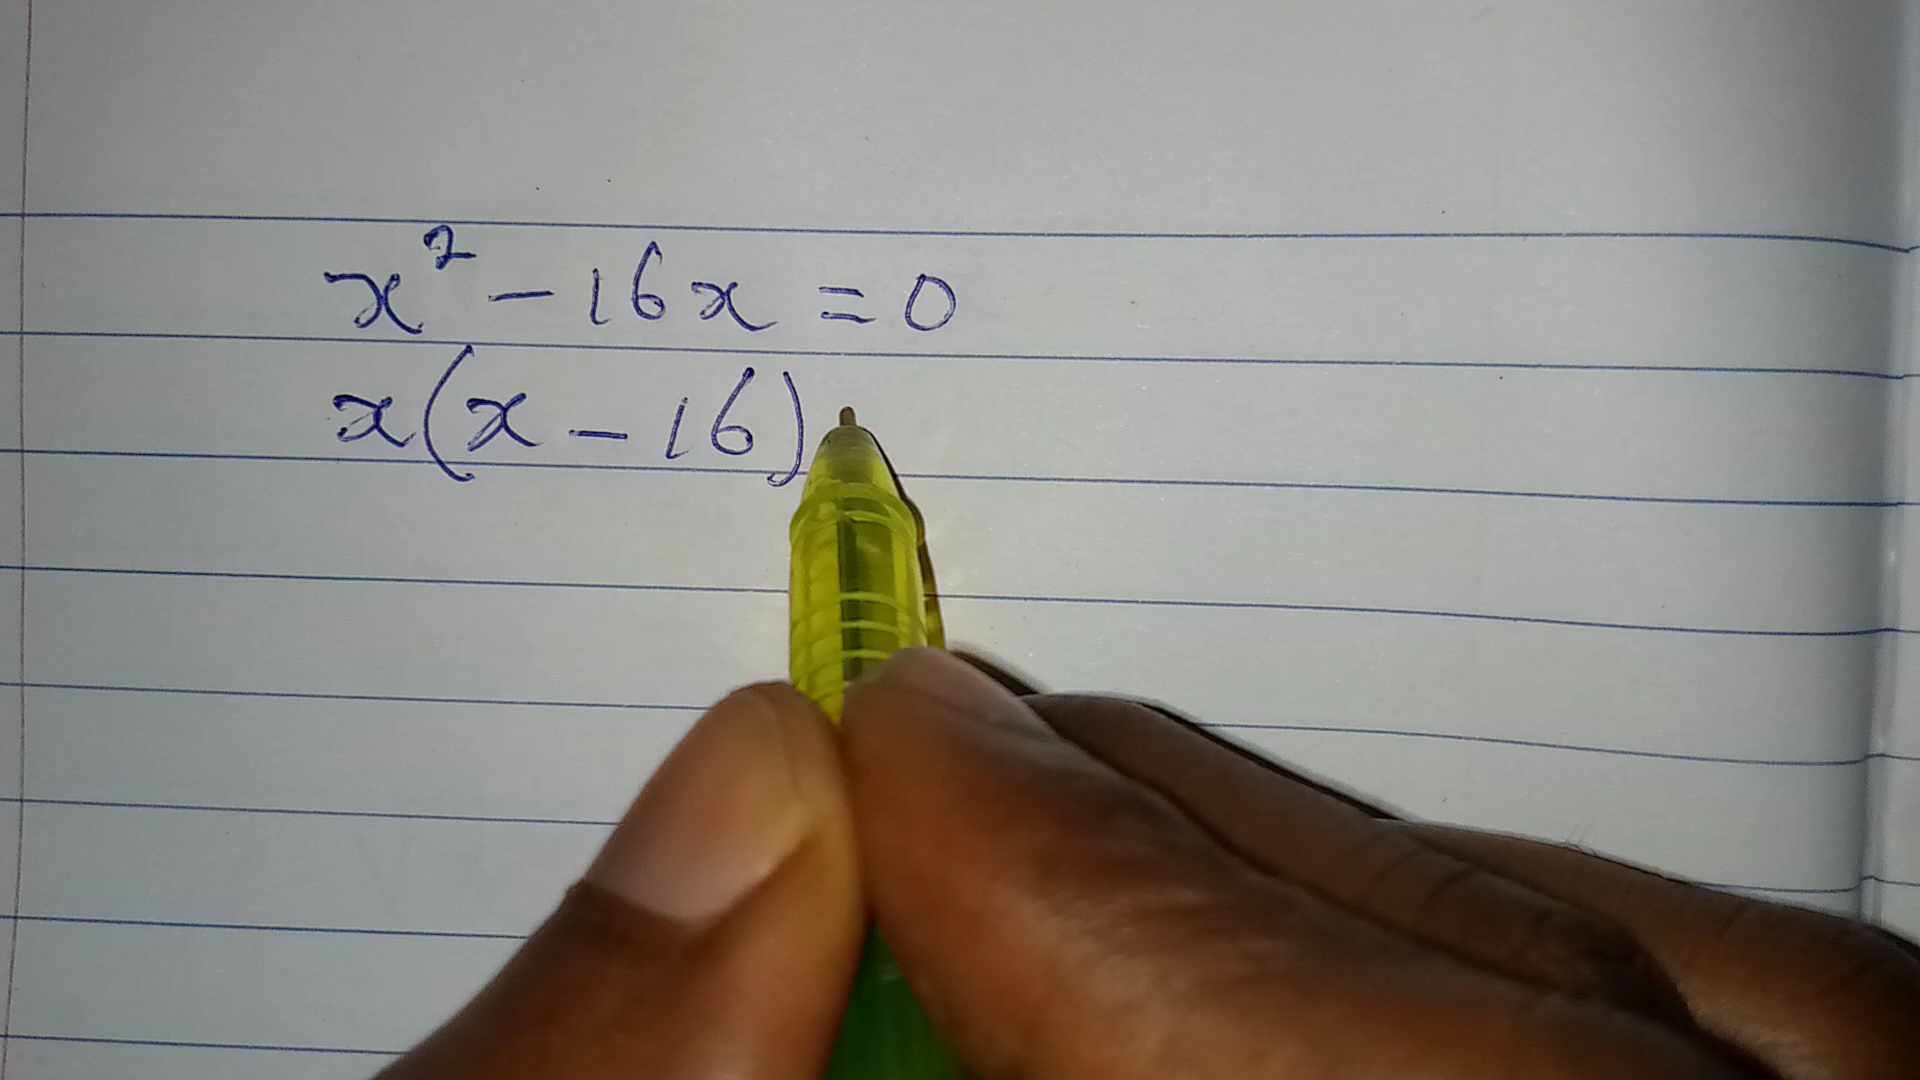 x² - 16x = 0
x(x - 16)